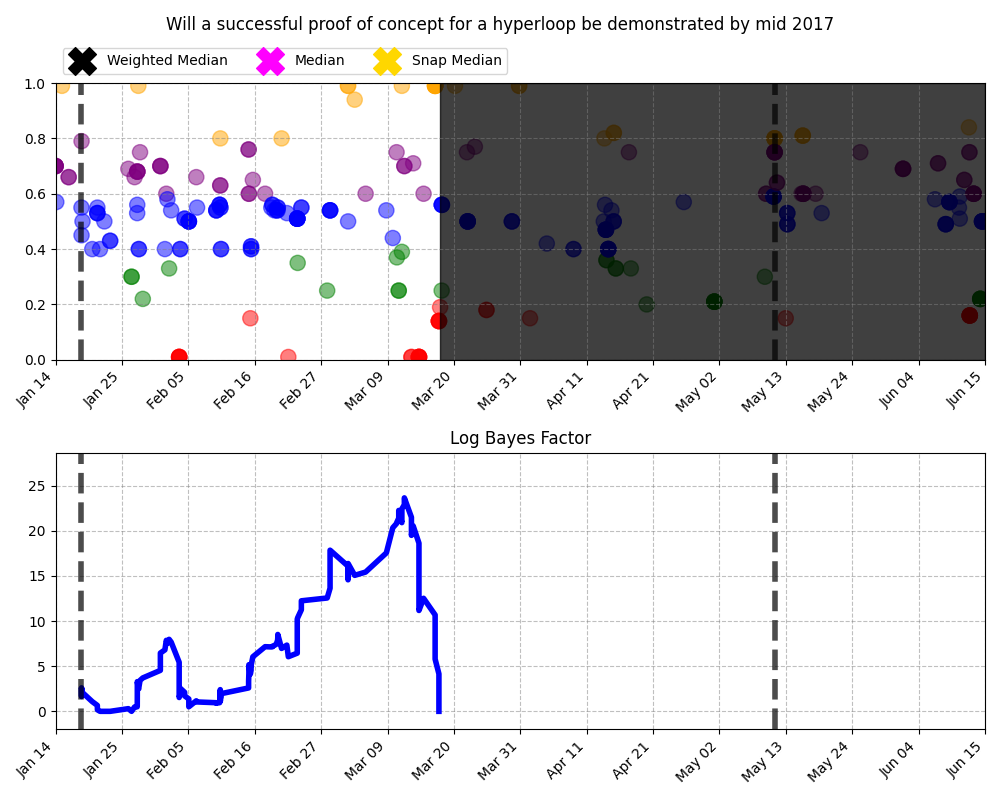 Will a successful proof of concept for a hyperloop be demonstrated by mid 2017
Weighted Median Median Snap Median
1.0
0.8
0.6
0.4
0.2
0.0
Jan 14 Jan 25 Feb 05 Feb 16 Feb 27 Mar 09 Mar 20 Mar 31 Apr 11 Apr 21 May 02 May 13 May 24 Jun 04 Jun 15
Log Bayes Factor
25
20
15
10
5
0
Jan 14 Jan 25 Feb 05 Feb 16 Feb 27 Mar 09 Mar 20 Mar 31 Apr 11 Apr 21 May 02 May 13 May 24 Jun 04 Jun 15